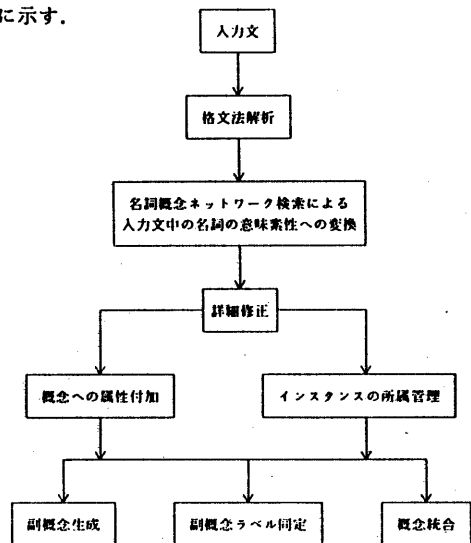 に示す．
入力文
格文法解析
名詞概念ネットワーク検索による
入力文中の名詞の意味素性への変換
詳細修正
概念への属性付加
インスタンスの所属管理
副概念生成
副概念ラベル同定
概念統合